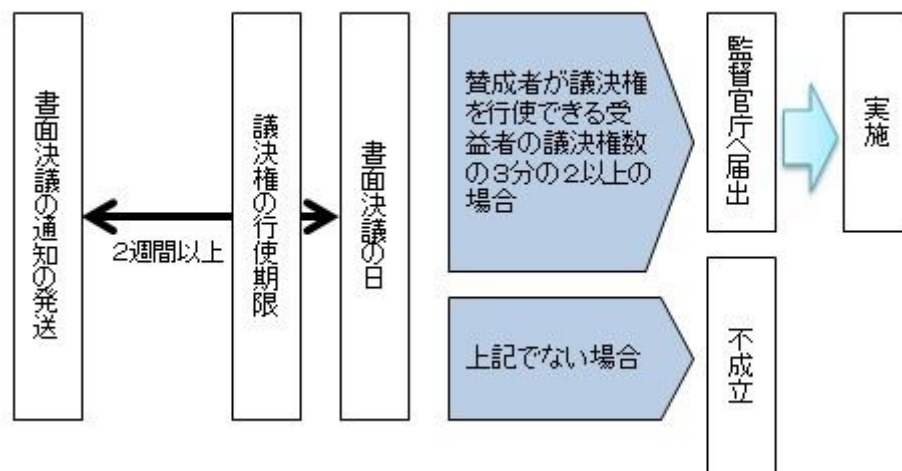 書面決議の通知の発送
2週間以上
議決権の行使期限
書面決議の日
賛成者が議決権
を行使できる受
益者の議決権数
の3分の2以上の
場合
監督官庁へ届出
実施
上記でない場合
不成立